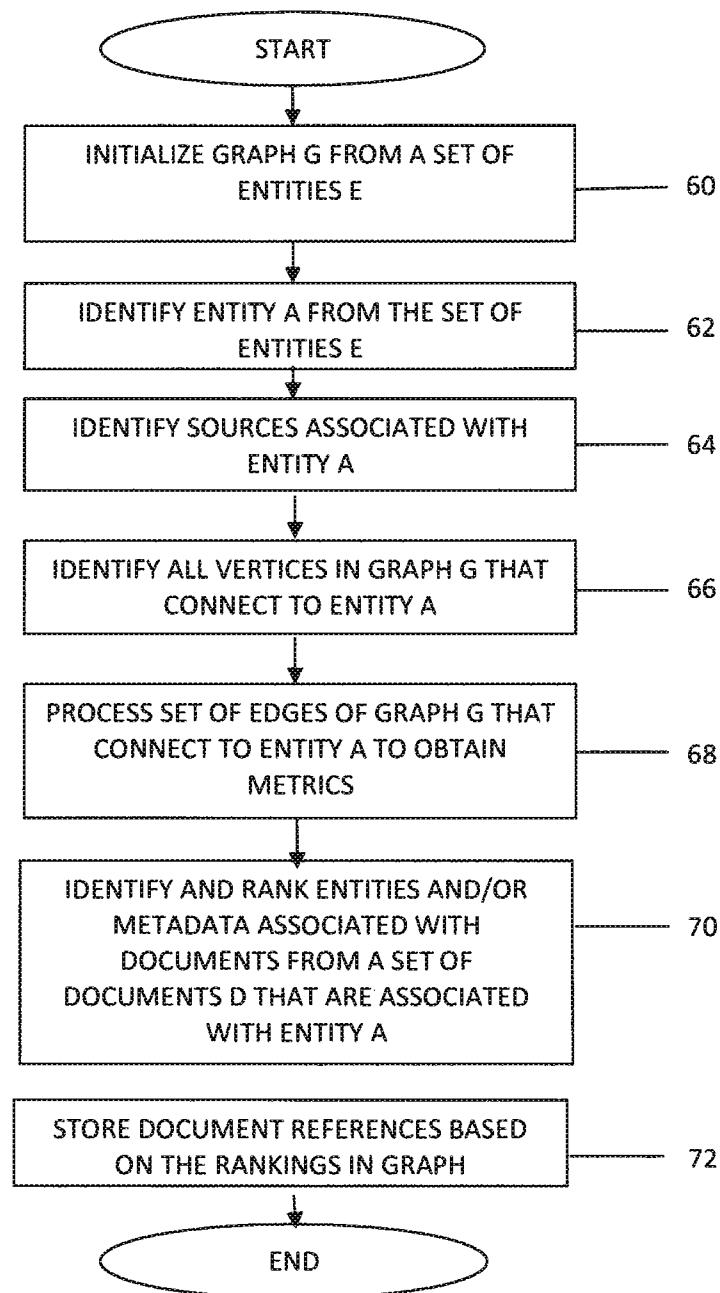 START
INITIALIZE GRAPH G FROM A SET OF
ENTITIES E
60
IDENTIFY ENTITY A FROM THE SET OF
ENTITIES E
62
IDENTIFY SOURCES ASSOCIATED WITH
ENTITY A
64
IDENTIFY ALL VERTICES IN GRAPH G THAT
CONNECT TO ENTITY A
66
PROCESS SET OF EDGES OF GRAPH G THAT
CONNECT TO ENTITY A TO OBTAIN
METRICS
68
IDENTIFY AND RANK ENTITIES AND/OR
METADATA ASSOCIATED WITH
DOCUMENTS FROM A SET OF
DOCUMENTS D THAT ARE ASSOCIATED
WITH ENTITY A
70
STORE DOCUMENT REFERENCES BASED
ON THE RANKINGS IN GRAPH
72
END